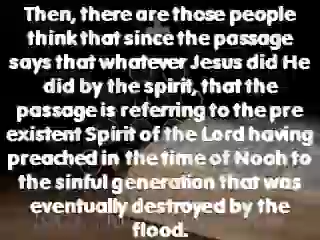 Then, there are those people
think that since the passage
says that whatever Jesus did He
did by the spirit, that the
passage is referring to the pre
existent Spirit of the Lord having
preached in the time of Noah to
the sinful generation that was
eventually destroyed by the
flood.